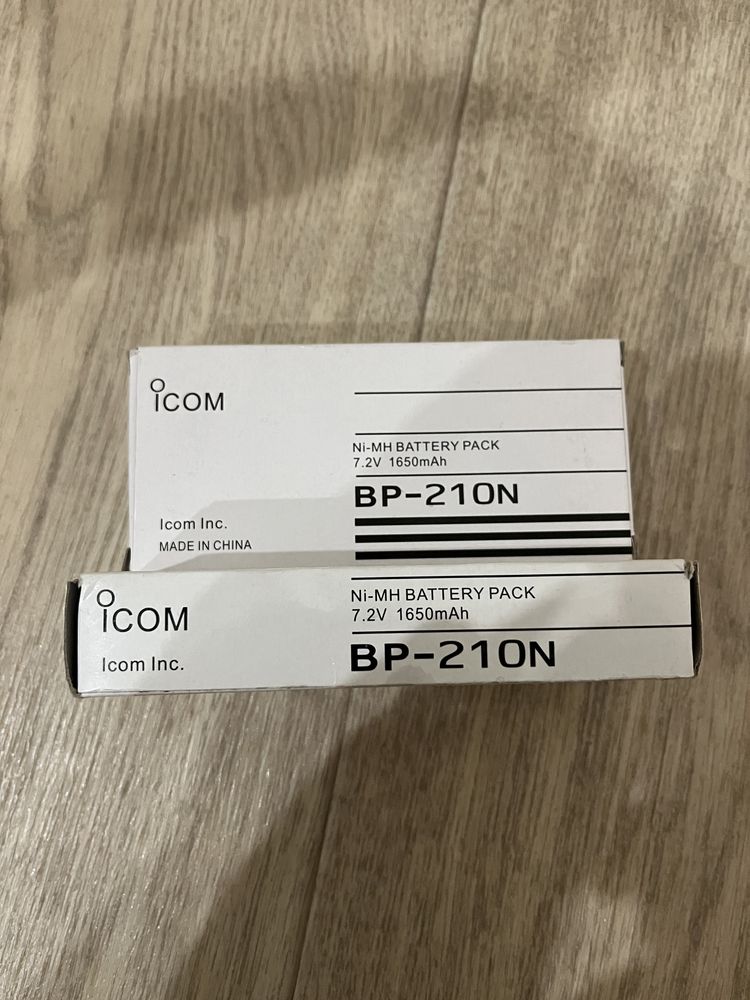 ICOM
Ni-MH BATTERY PACK
7.2V 1650mAh
BP-210N
Icom Inc.
MADE IN CHINA
ICOM
Icom Inc.
Ni-MH BATTERY PACK
7.2V 1650mAh
BP-210N